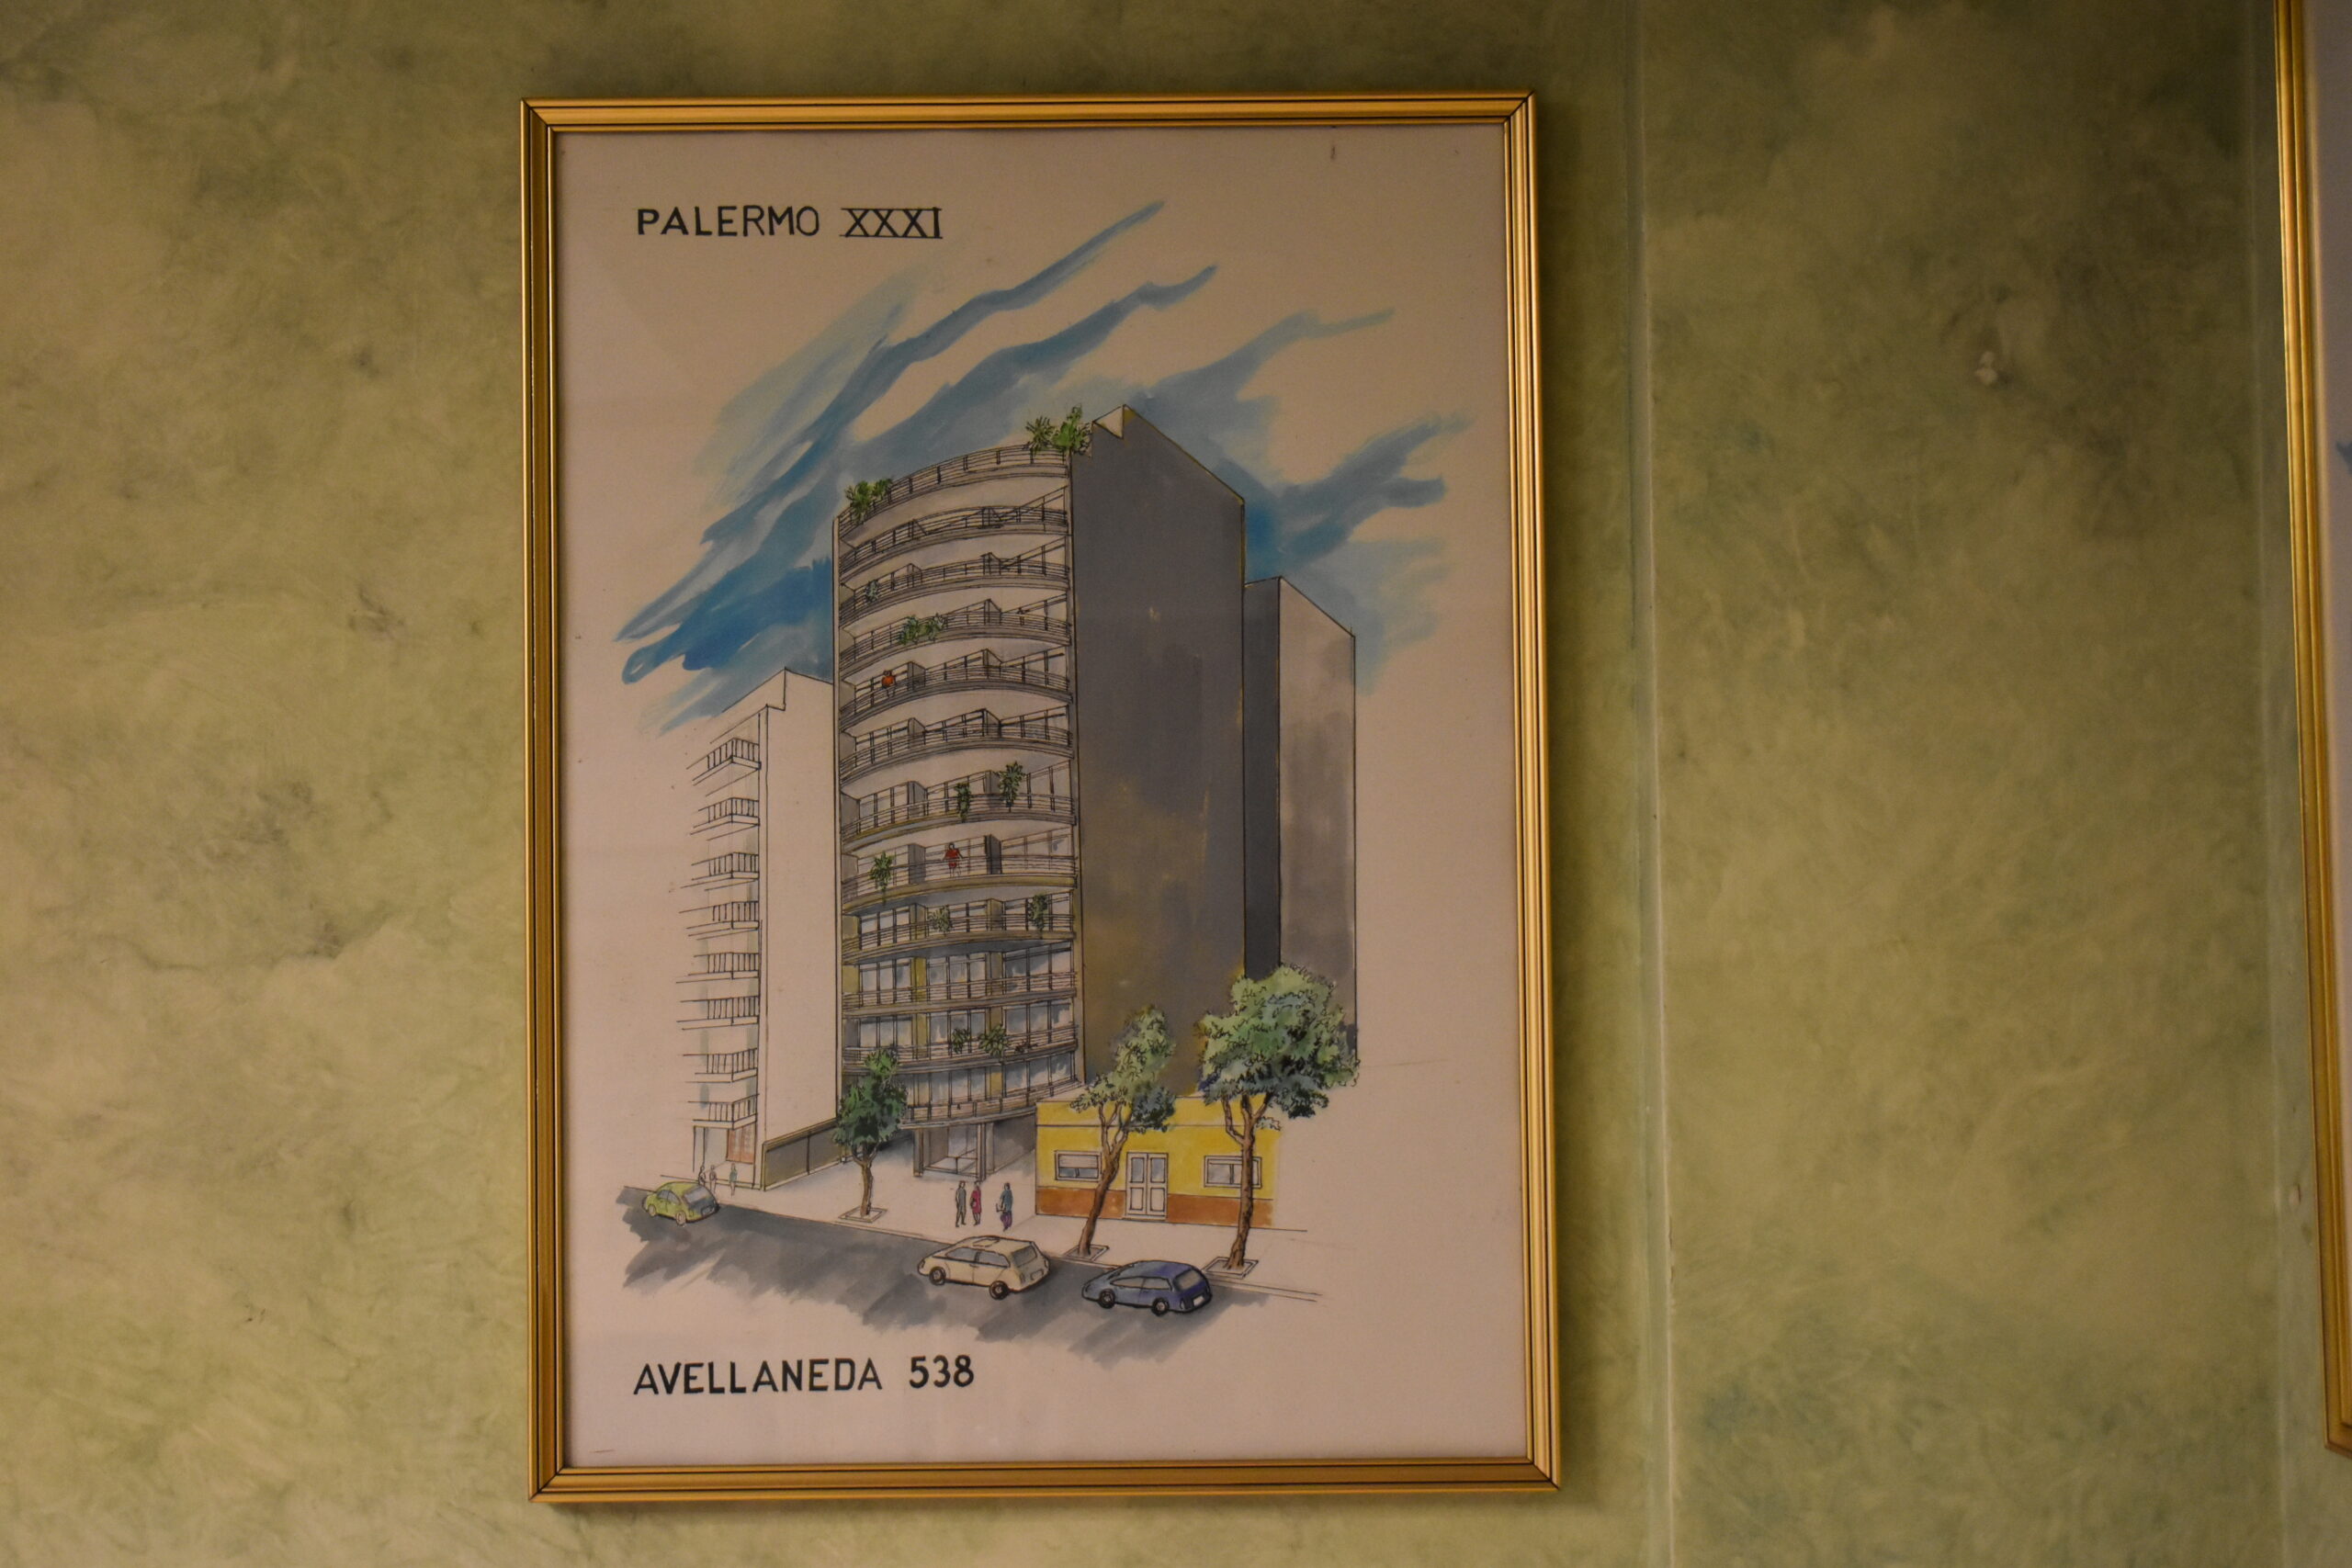 PALERMO XXXI
AVELLANEDA 538